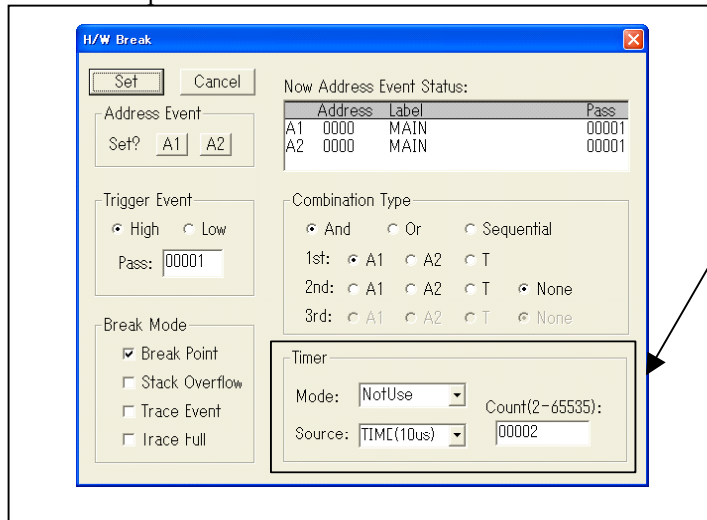 H/W Break
Set Cancel
Address Event
Set? A1 A2
Now Address Event Status:
Address Label Pass
A1 0000 MAIN 00001
A2 0000 MAIN 00001
Trigger Event
High Low
Pass: 00001
Combination Type
And Or Sequential
1st: A1 A2 T
2nd: A1 A2 T None
3rd: A1 A2 T None
Break Mode
Break Point
Stack Overflow
Trace Event
Trace Full
Timer
Mode: NotUse
Count(2-65535):
Source: TIME(10us) 00002